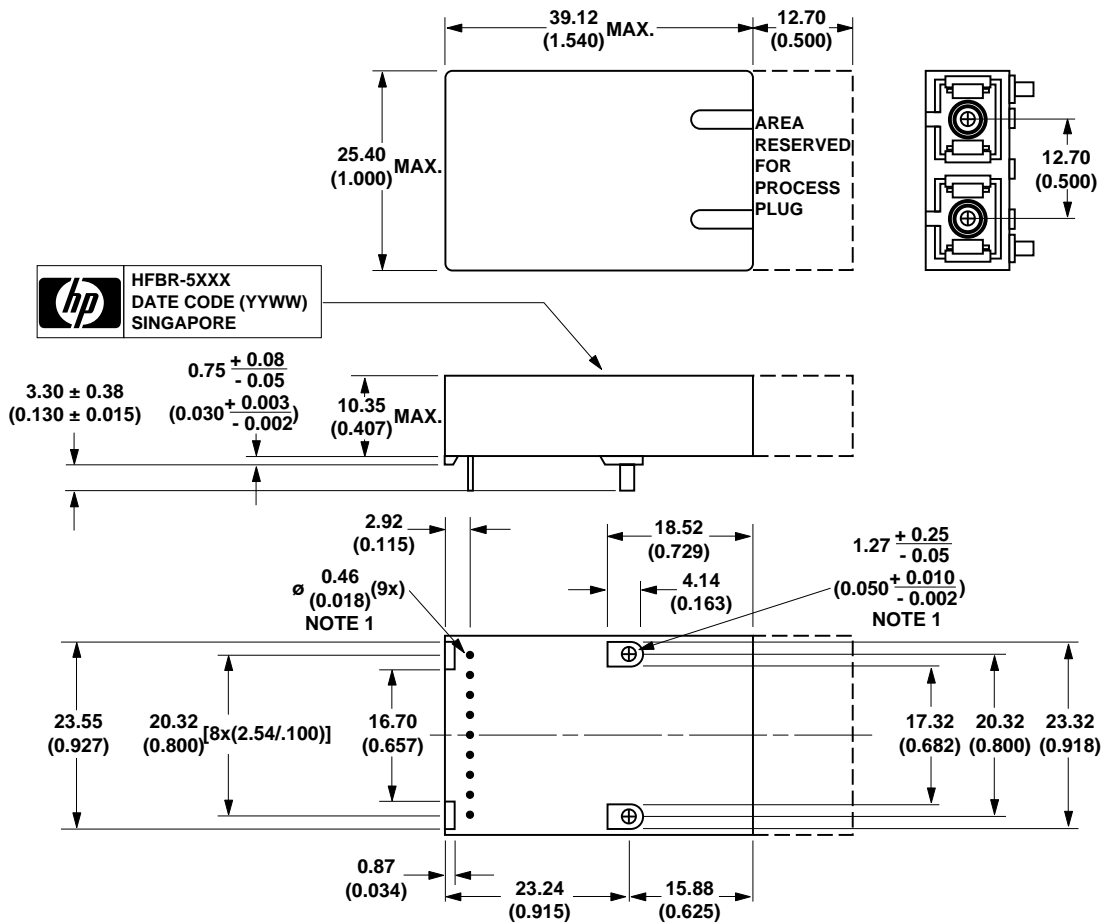 39.12
(1.540) MAX.
12.70
(0.500)
25.40
(1.000) MAX.
AREA
RESERVED
FOR
PROCESS
PLUG
12.70
(0.500)
hp
HFBR-5XXX
DATE CODE (YYWW)
SINGAPORE
0.75 + 0.08
- 0.05
(0.030 + 0.003
- 0.002)
3.30 ± 0.38
(0.130 ± 0.015)
10.35
(0.407) MAX.
2.92
(0.115)
18.52
(0.729)
4.14
(0.163)
1.27 + 0.25
- 0.05
(0.050 + 0.010
- 0.002)
NOTE 1
ø 0.46
(0.018) (9x)
NOTE 1
23.55
(0.927)
20.32
(0.800) [8x(2.54/.100)]
16.70
(0.657)
17.32
(0.682)
20.32
(0.800)
23.32
(0.918)
0.87
(0.034)
23.24
(0.915)
15.88
(0.625)